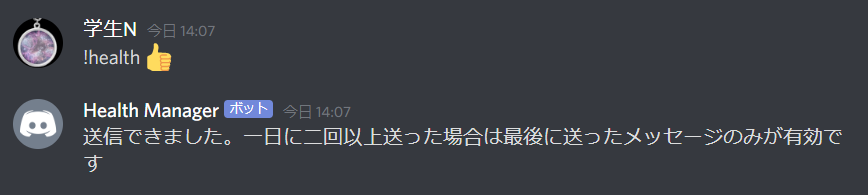 学生N 今日 14:07
!health 👍
Health Manager ボット 今日 14:07
送信できました。一日に二回以上送った場合は最後に送ったメッセージのみが有効で
す